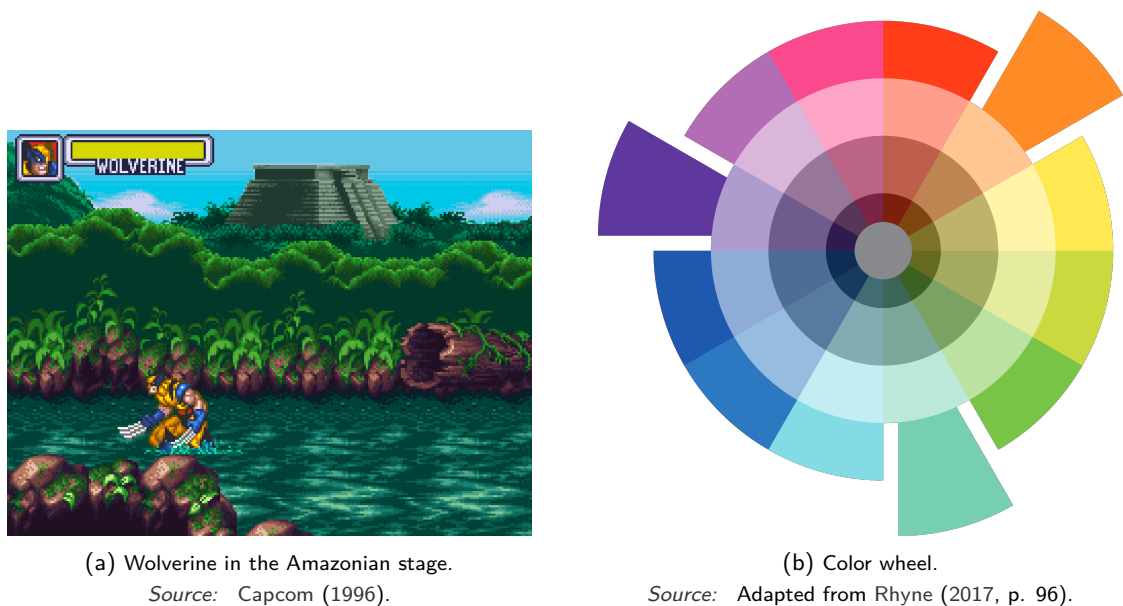 WOLVERINE
(a) Wolverine in the Amazonian stage.
Source: Capcom (1996).
(b) Color wheel.
Source: Adapted from Rhyne (2017, p. 96).